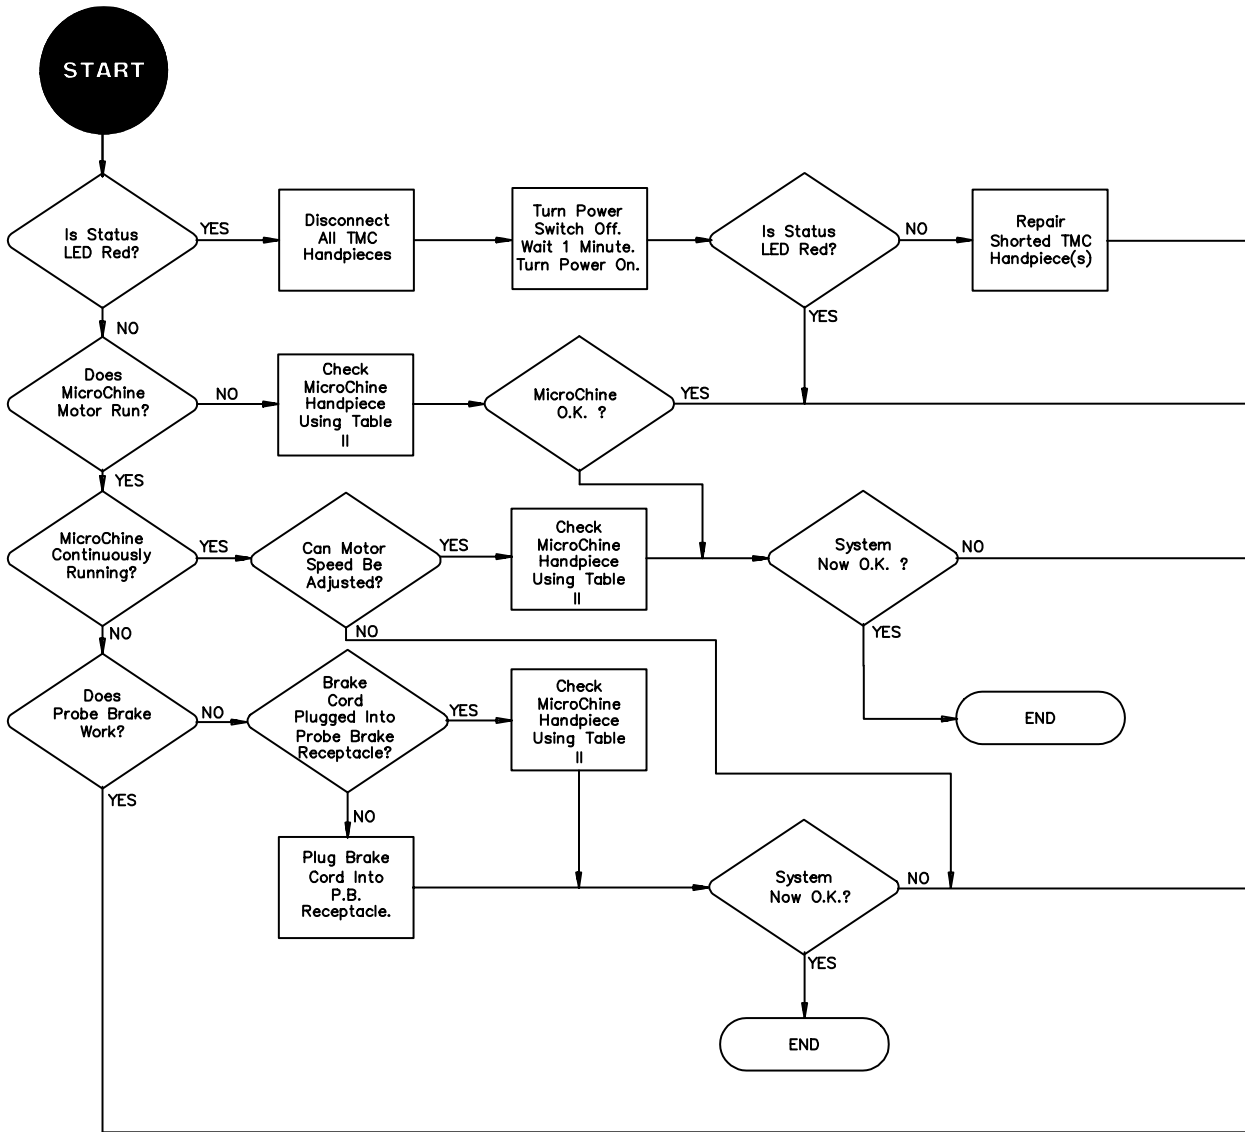 START
Is Status
LED Red?
YES
Disconnect
All TMC
Handpieces
Turn Power
Switch Off.
Wait 1 Minute.
Turn Power On.
Is Status
LED Red?
NO
Repair
Shorted TMC
Handpiece(s)
YES
NO
Does
MicroChine
Motor Run?
NO
Check
MicroChine
Handpiece
Using Table
II
MicroChine
O.K. ?
YES
YES
MicroChine
Continuously
Running?
YES
Can Motor
Speed Be
Adjusted?
YES
Check
MicroChine
Handpiece
Using Table
II
System
Now O.K. ?
NO
YES
NO
NO
Does
Probe Brake
Work?
NO
Brake
Cord
Plugged Into
Probe Brake
Receptacle?
YES
Check
MicroChine
Handpiece
Using Table
II
END
YES
NO
Plug Brake
Cord Into
P.B.
Receptacle.
System
Now O.K.?
NO
YES
END